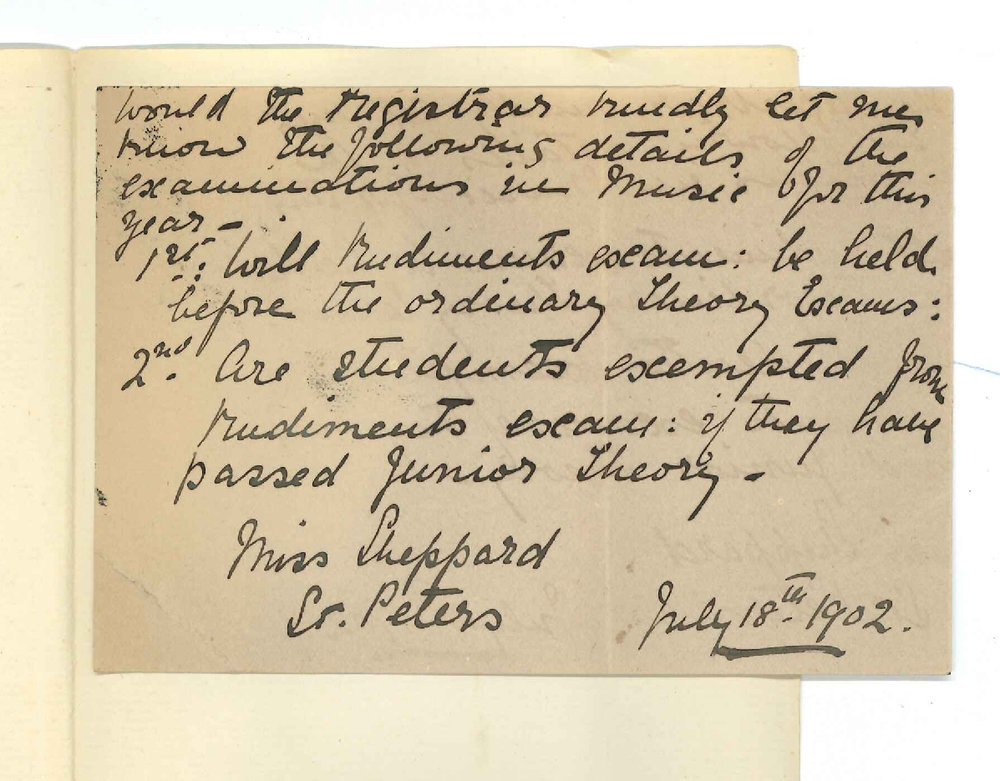 Would the Registrar kindly let me
know the following details of the
examinations in Music for this
year –
1st: Will Rudiments exam: be held
before the ordinary Theory Exams:
2nd. Are students exempted from
Rudiments exam: if they have
passed Junior Theory –
Miss Sheppard
St. Peters
July 18th. 1902.